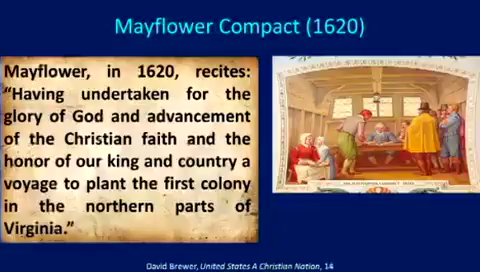 Mayflower Compact (1620)
Mayflower, in 1620, recites:
“Having undertaken for the
glory of God and advancement
of the Christian faith and the
honor of our king and country a
voyage to plant the first colony
in the northern parts of
Virginia.”
David Brewer, United States A Christian Nation, 14